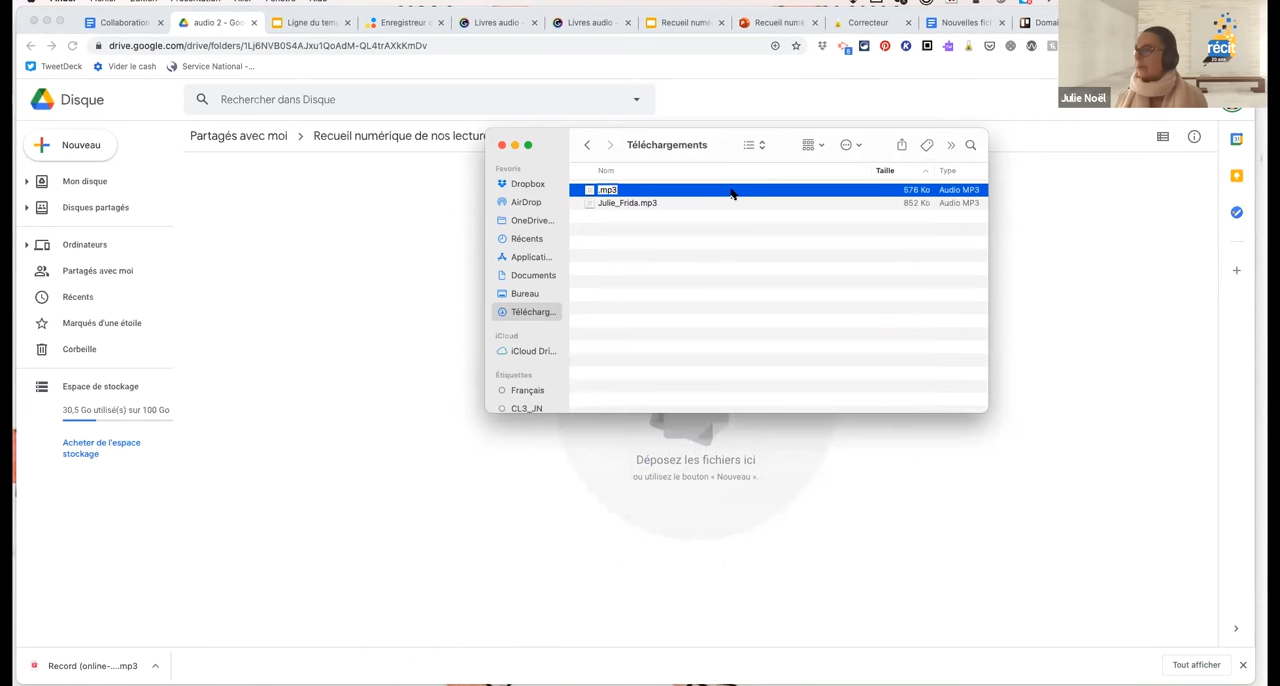 Collaboration
audio 2 - Goo
Ligne du temp
Enregistreur o
Livres audio -
Livres audio -
Recueil numé
Recueil numé
Correcteur
Nouvelles fic
Domai
drive.google.com/drive/folders/1Lj6NVB0S4AJxu1QoAdM-QL4trAXkKmDv
TweetDeck
Vider le cash
Service National -...
récit
20 ans
Julie Noël
Disque
Rechercher dans Disque
Nouveau
Partagés avec moi
Recueil numérique de nos lecture
Téléchargements
Favoris
Nom
Taille
Type
Dropbox
.mp3
576 Ko
Audio MP3
AirDrop
Julie_Frida.mp3
852 Ko
Audio MP3
OneDrive...
Récents
Applicati...
Documents
Bureau
Télécharg...
iCloud
iCloud Dri...
Étiquettes
Français
CL3_JN
Mon disque
Disques partagés
Ordinateurs
Partagés avec moi
Récents
Marqués d'une étoile
Corbeille
Espace de stockage
30,5 Go utilisé(s) sur 100 Go
Acheter de l'espace
stockage
Déposez les fichiers ici
ou utilisez le bouton « Nouveau ».
Record (online-....mp3
Tout afficher